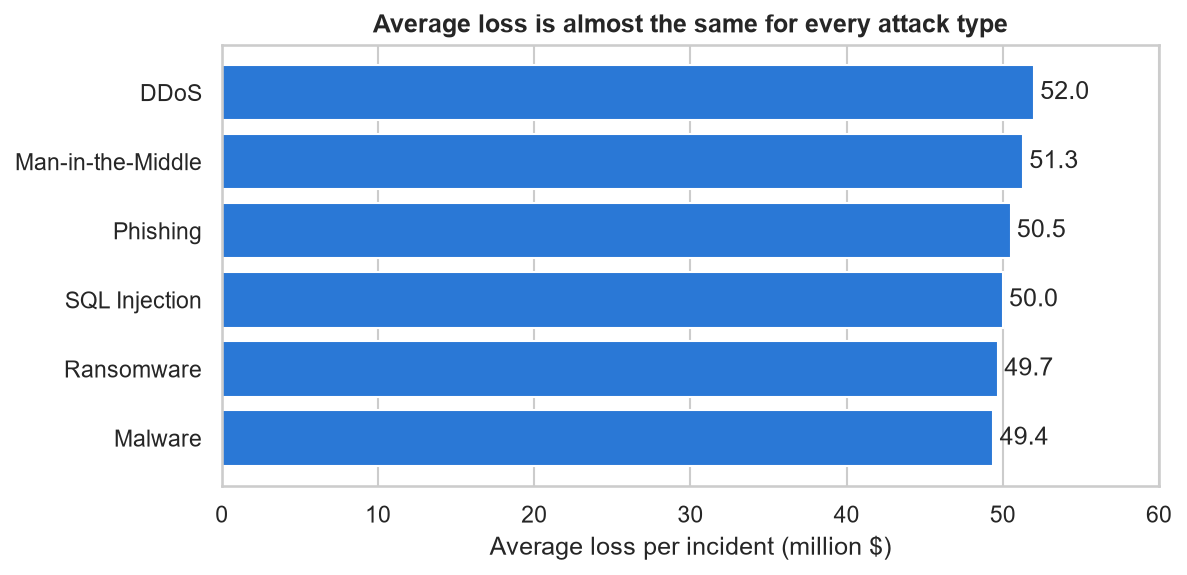 Average loss is almost the same for every attack type
DDoS 52.0
Man-in-the-Middle 51.3
Phishing 50.5
SQL Injection 50.0
Ransomware 49.7
Malware 49.4
0 10 20 30 40 50 60
Average loss per incident (million $)